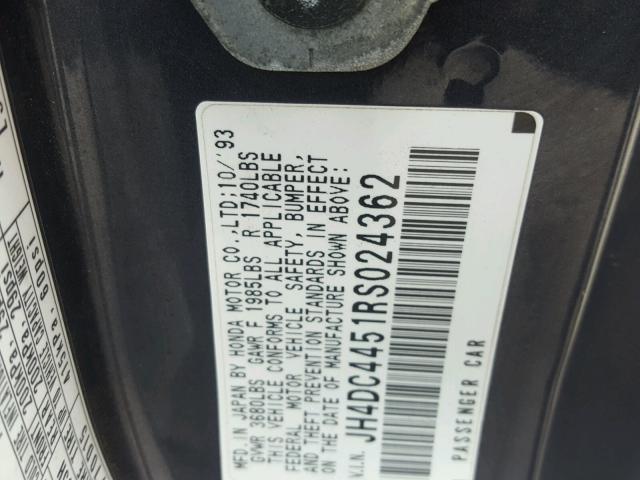 MFD. IN JAPAN BY HONDA MOTOR CO.,LTD;10/'93
GVWR 3680LBS GAWR F 1985LBS R 1740LBS
THIS VEHICLE CONFORMS TO ALL APPLICABLE
FEDERAL MOTOR VEHICLE SAFETY, BUMPER,
AND THEFT PREVENTION STANDARDS IN EFFECT
ON THE DATE OF MANUFACTURE SHOWN ABOVE:
V.I.N. JH4DC4451RS024362
PASSENGER CAR